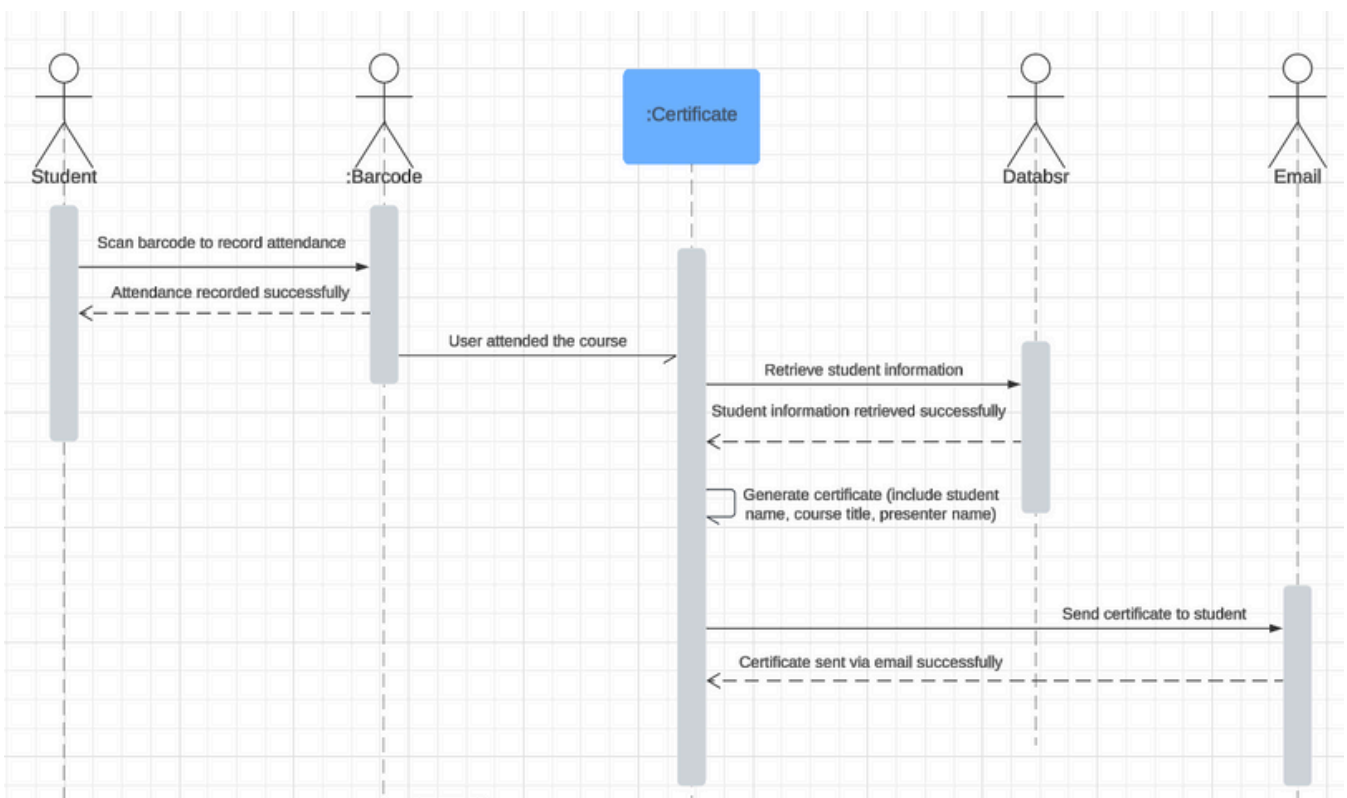 :Certificate
Student
:Barcode
Databsr
Email
Scan barcode to record attendance
Attendance recorded successfully
User attended the course
Retrieve student information
Student information retrieved successfully
Generate certificate (include student
name, course title, presenter name)
Send certificate to student
Certificate sent via email successfully